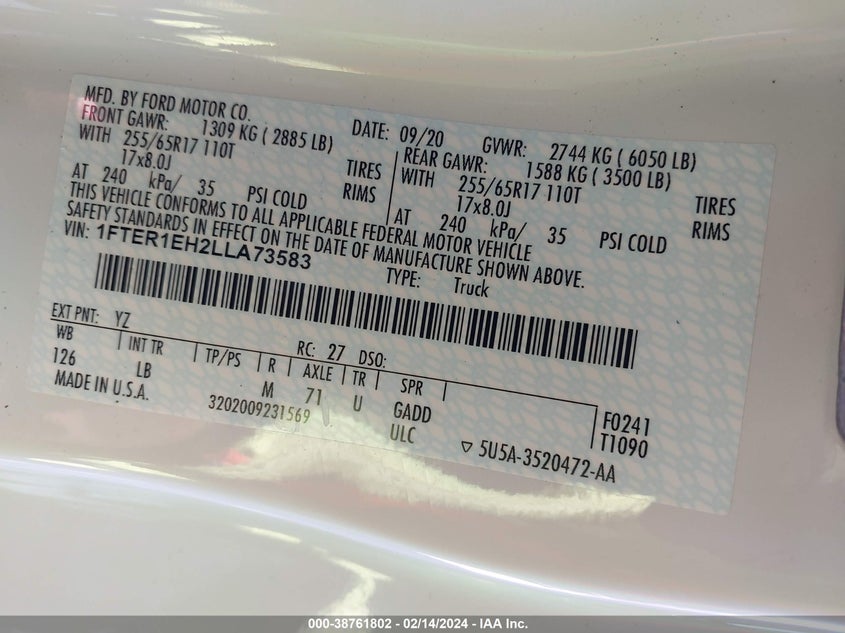 MFD. BY FORD MOTOR CO.
DATE: 09/20 GVWR: 2744 KG ( 6050 LB)
FRONT GAWR: 1309 KG ( 2885 LB) REAR GAWR: 1588 KG ( 3500 LB)
WITH 255/65R17 110T TIRES WITH 255/65R17 110T TIRES
17x8.0J RIMS 17x8.0J RIMS
AT 240 kPa/ 35 PSI COLD AT 240 kPa/ 35 PSI COLD
THIS VEHICLE CONFORMS TO ALL APPLICABLE FEDERAL MOTOR VEHICLE
SAFETY STANDARDS IN EFFECT ON THE DATE OF MANUFACTURE SHOWN ABOVE.
VIN: 1FTER1EH2LLA73583
TYPE: Truck
EXT PNT: YZ RC: 27 DSO:
WB INT TR TP/PS R AXLE TR SPR
126 LB M 71 U GADD F0241
MADE IN U.S.A. 3202009231569 ULC T1090
▽ 5U5A-3520472-AA
000-38761802 - 02/14/2024 - IAA Inc.